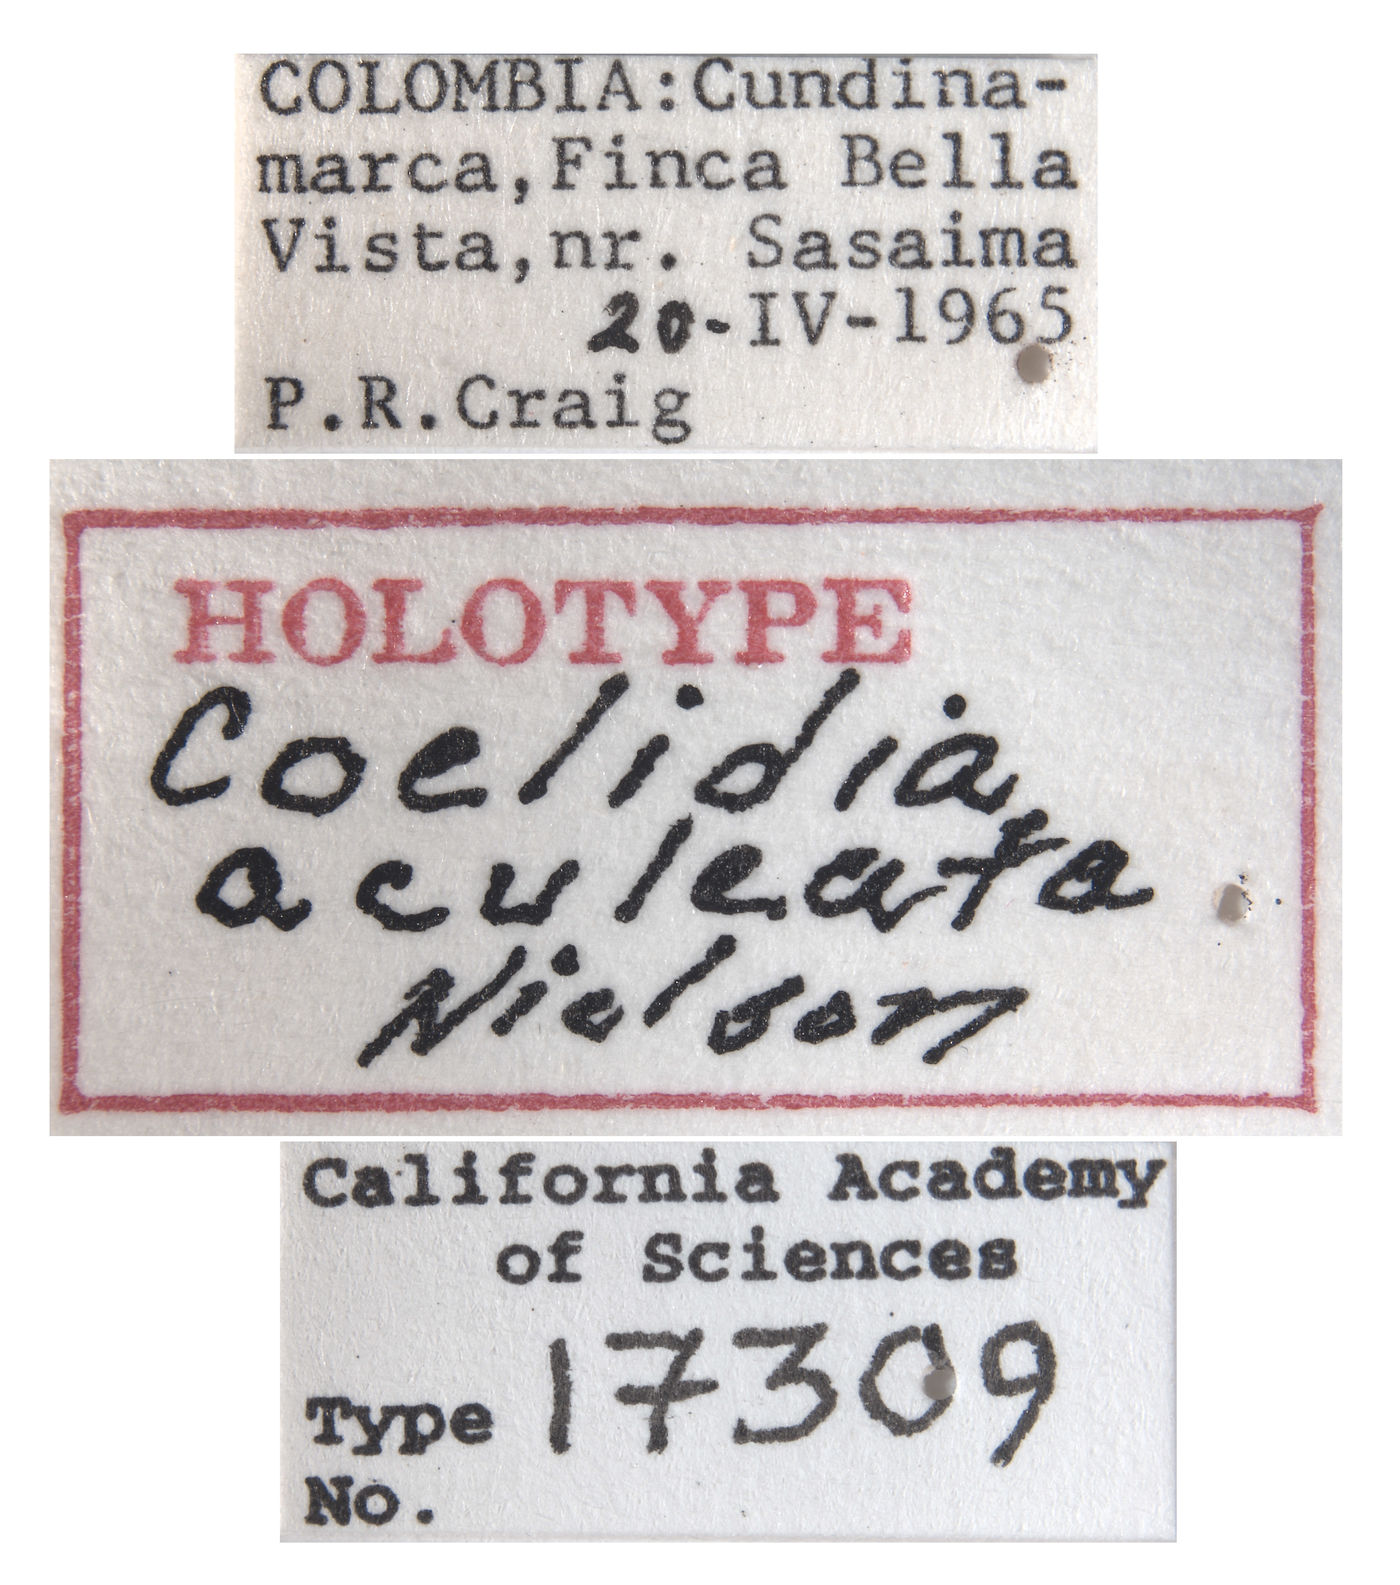 COLOMBIA:Cundina-
marca,Finca Bella
Vista,nr. Sasaima
20-IV-1965
P.R.Craig
HOLOTYPE
Coelidia
aculeata
Nielson
California Academy
of Sciences
Type 17309
No.